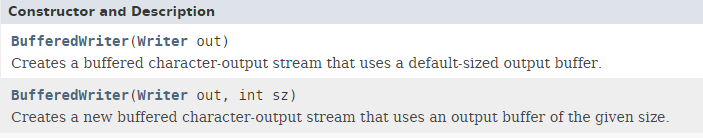 Constructor and Description
BufferedWriter(Writer out)
Creates a buffered character-output stream that uses a default-sized output buffer.
BufferedWriter(Writer out, int sz)
Creates a new buffered character-output stream that uses an output buffer of the given size.